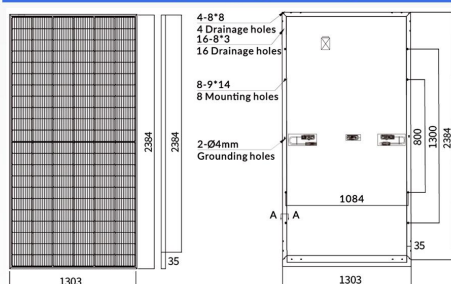 4-8*8
4 Drainage holes
16-8*3
16 Drainage holes
8-9*14
8 Mounting holes
2-Ø4mm
Grounding holes
2384
2384
35
1303
1084
A A
800
1300
2384
35
1303